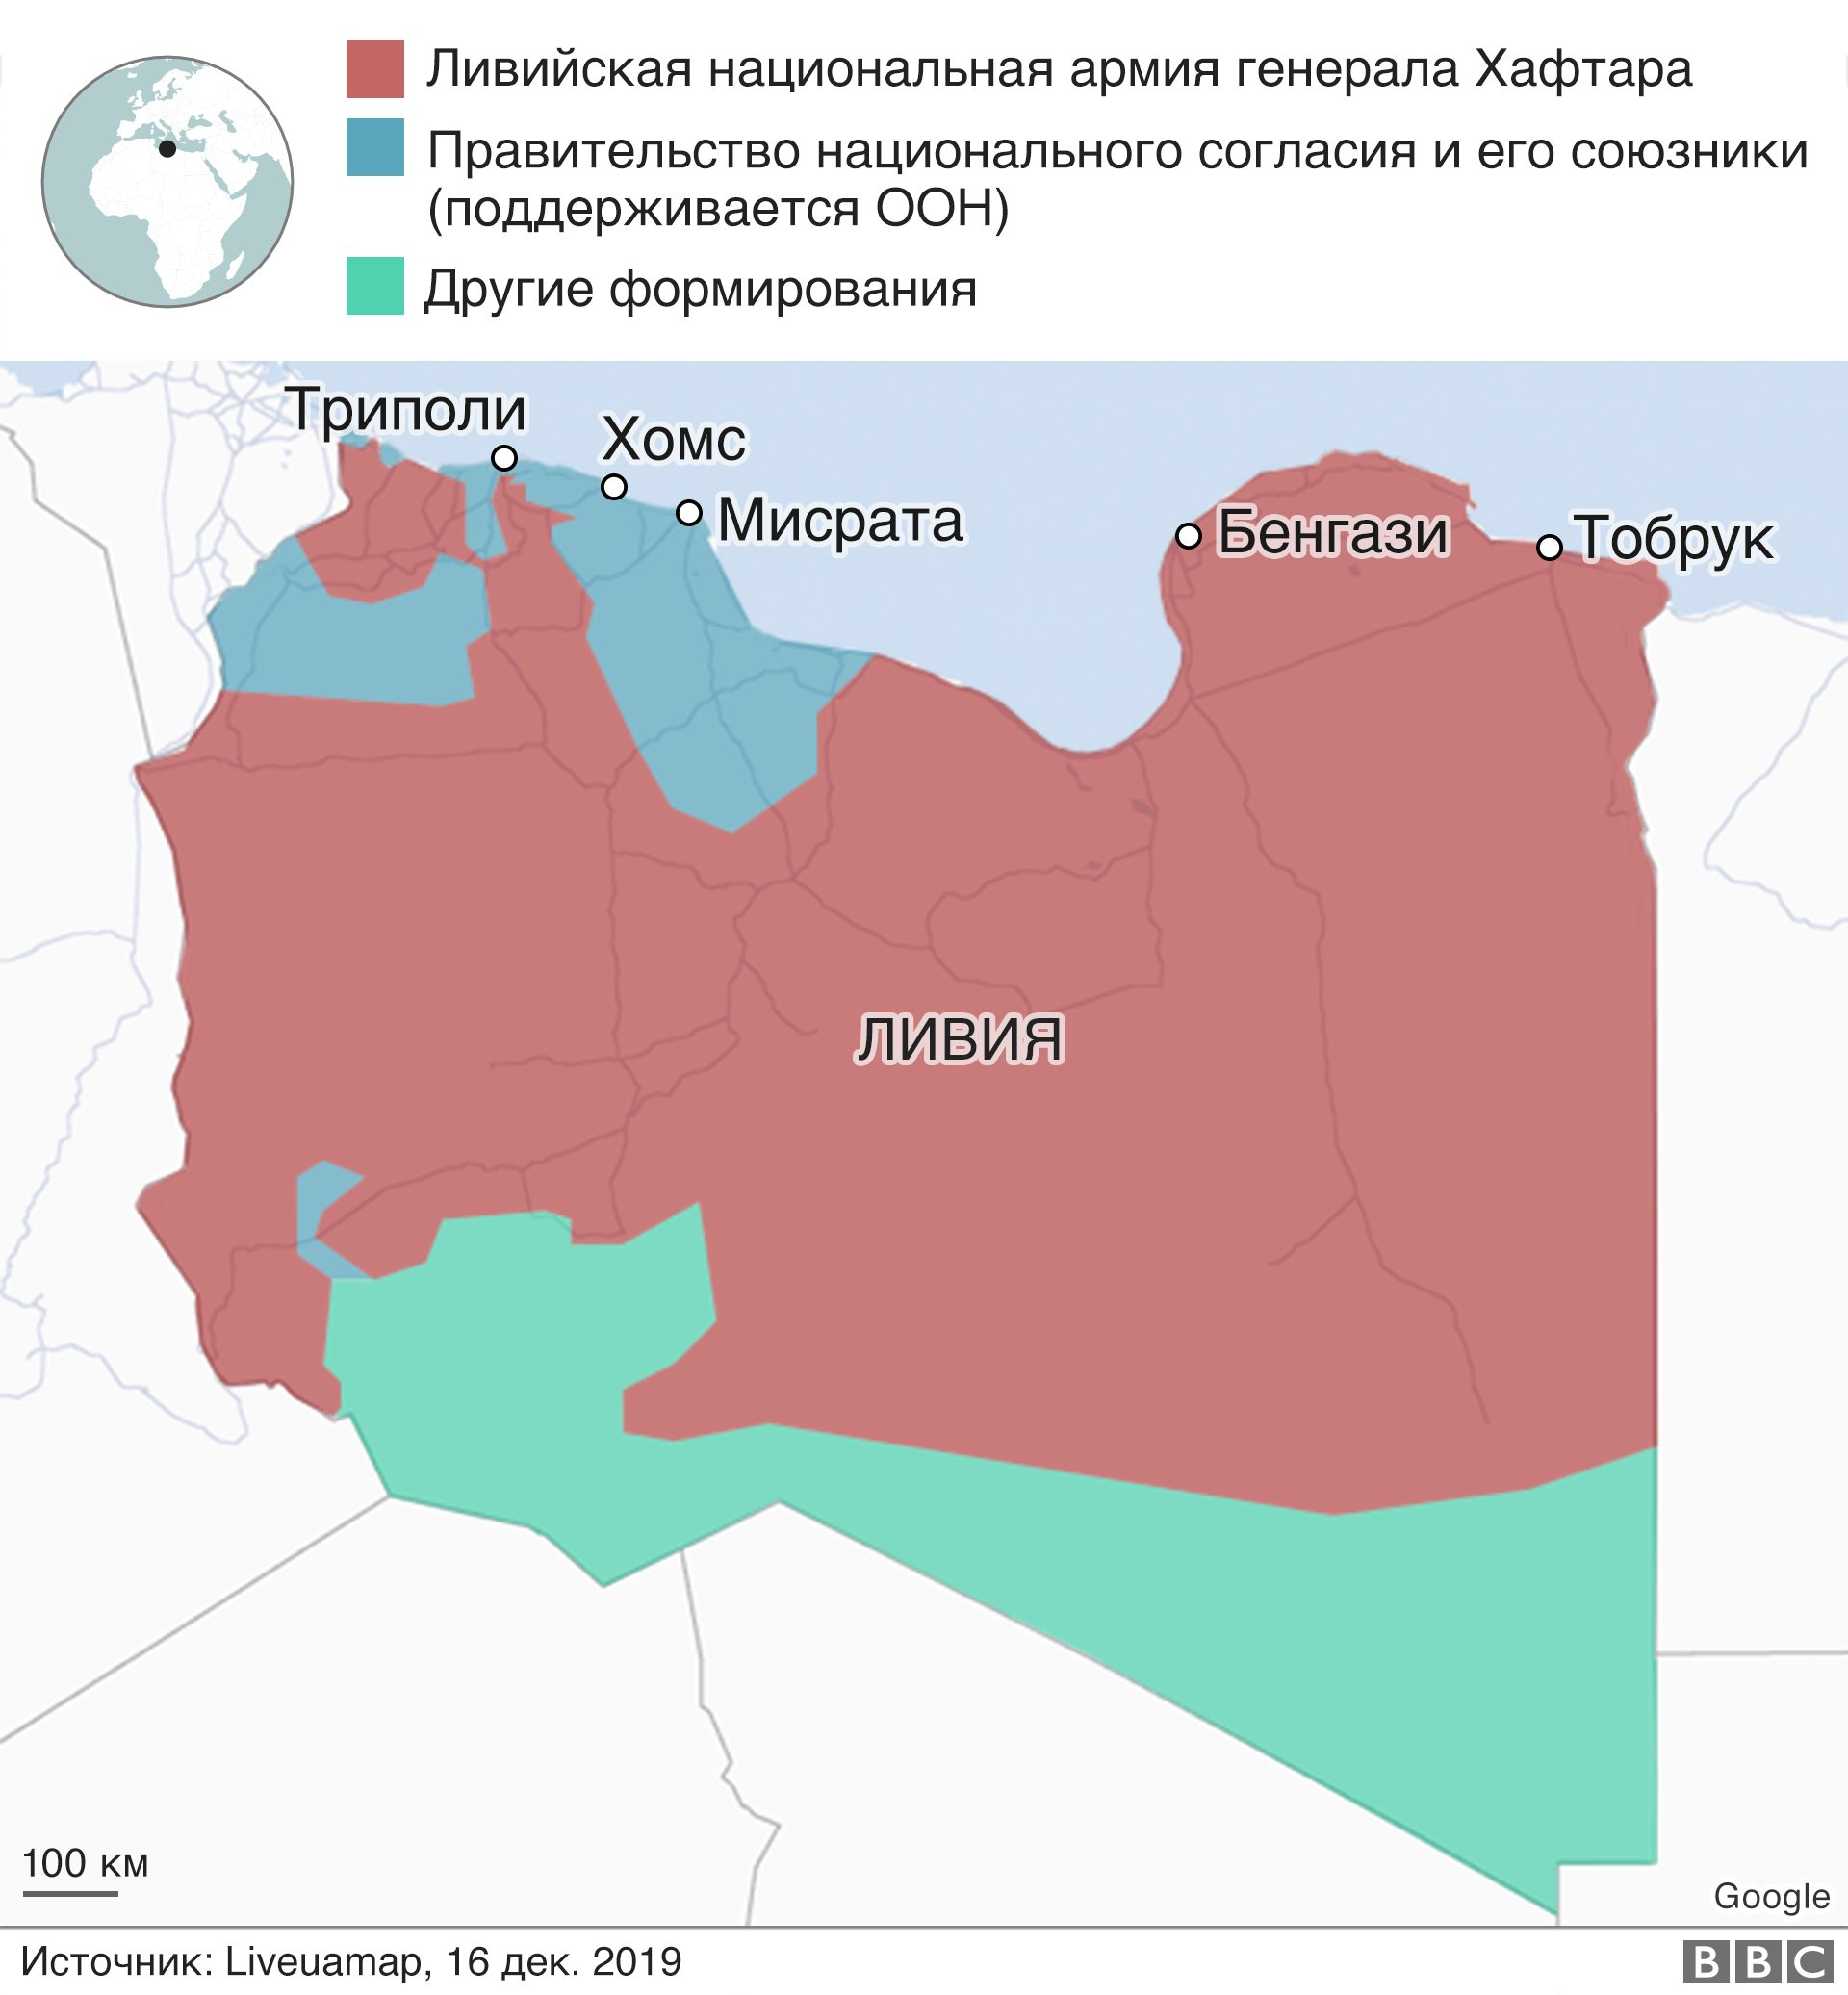 Ливийская национальная армия генерала Хафтара
Правительство национального согласия и его союзники
(поддерживается ООН)
Другие формирования
Триполи
Хомс
Мисрата
Бенгази
Тобрук
ЛИВИЯ
100 км
Google
Источник: Liveuamap, 16 дек. 2019
BBC